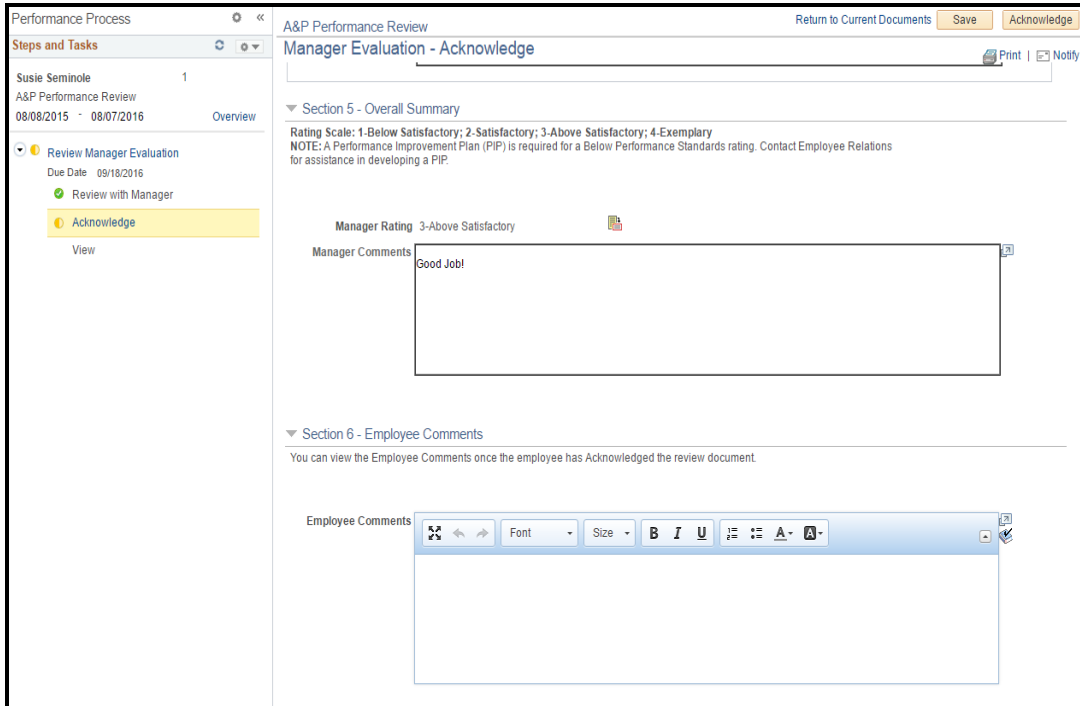 Performance Process
«
Steps and Tasks
Susie Seminole 1
A&P Performance Review
08/08/2015 - 08/07/2016 Overview
Review Manager Evaluation
Due Date 09/18/2016
Review with Manager
Acknowledge
View
A&P Performance Review
Return to Current Documents Save Acknowledge
Manager Evaluation - Acknowledge
Print | Notify
Section 5 - Overall Summary
Rating Scale: 1-Below Satisfactory; 2-Satisfactory; 3-Above Satisfactory; 4-Exemplary
NOTE: A Performance Improvement Plan (PIP) is required for a Below Performance Standards rating. Contact Employee Relations
for assistance in developing a PIP.
Manager Rating 3-Above Satisfactory
Manager Comments
Good Job!
Section 6 - Employee Comments
You can view the Employee Comments once the employee has Acknowledged the review document.
Employee Comments
Font Size B I U A A